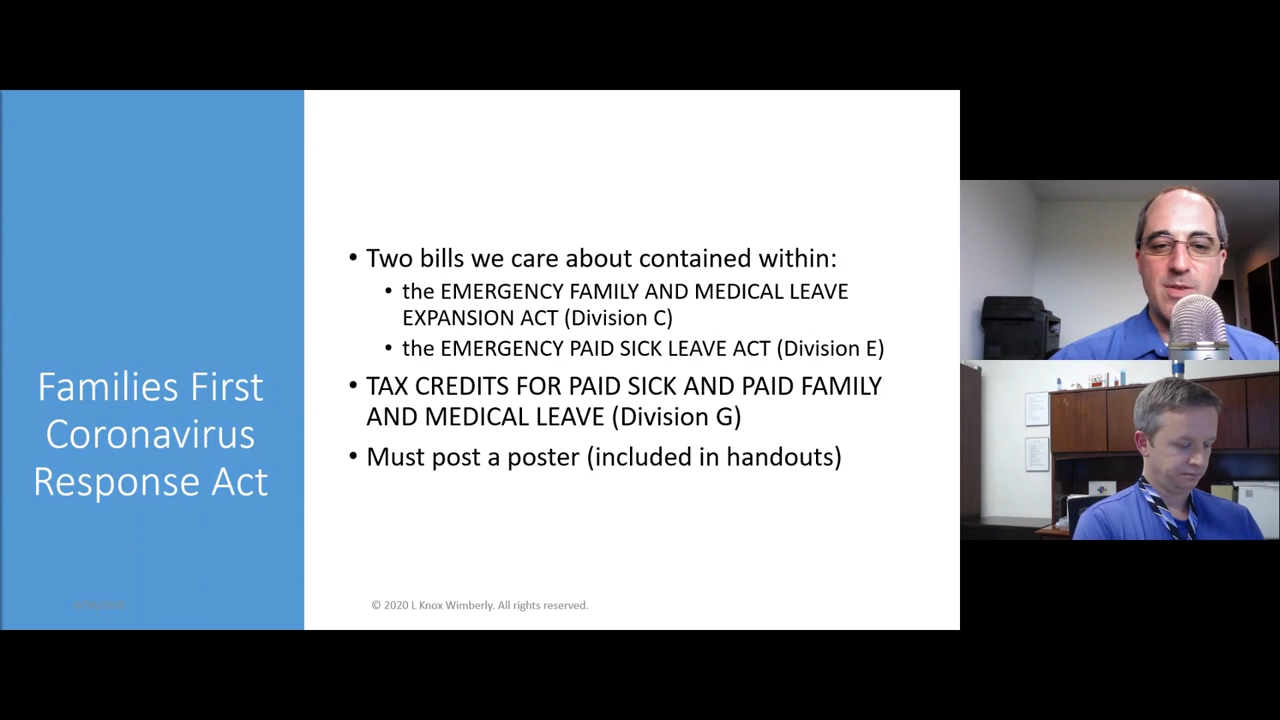 Families First
Coronavirus
Response Act
• Two bills we care about contained within:
• the EMERGENCY FAMILY AND MEDICAL LEAVE
EXPANSION ACT (Division C)
• the EMERGENCY PAID SICK LEAVE ACT (Division E)
• TAX CREDITS FOR PAID SICK AND PAID FAMILY
AND MEDICAL LEAVE (Division G)
• Must post a poster (included in handouts)
© 2020 L Knox Wimberly. All rights reserved.